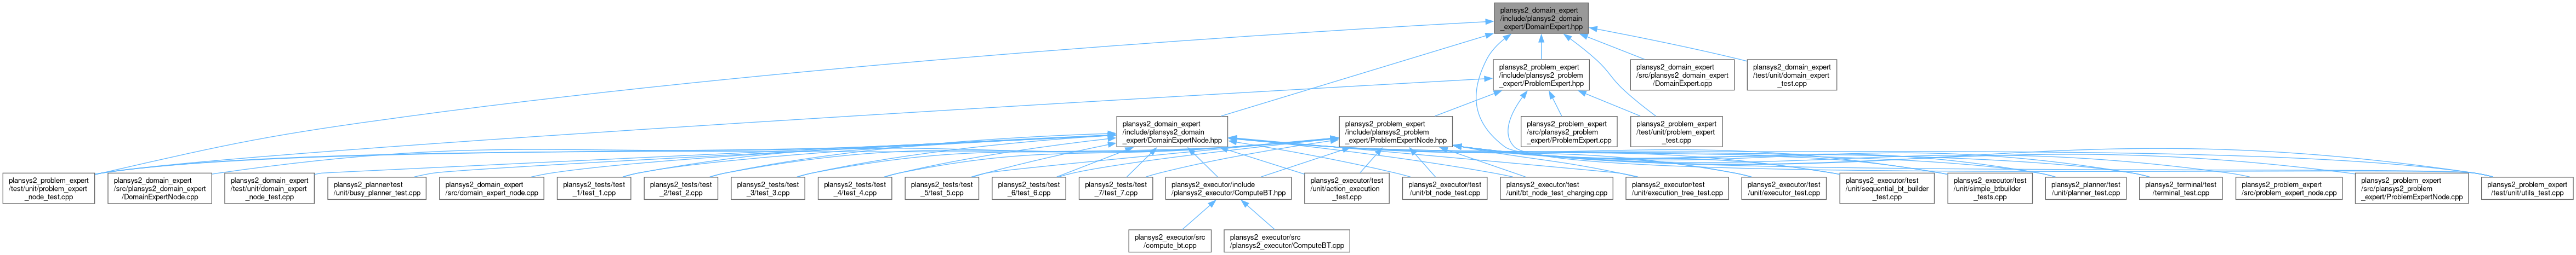 plansys2_domain_expert
/include/plansys2_domain
_expert/DomainExpert.hpp
plansys2_problem_expert
/include/plansys2_problem
_expert/ProblemExpert.hpp
plansys2_domain_expert
/src/plansys2_domain_expert
/DomainExpert.cpp
plansys2_domain_expert
/test/unit/domain_expert
_test.cpp
plansys2_domain_expert
/include/plansys2_domain
_expert/DomainExpertNode.hpp
plansys2_problem_expert
/include/plansys2_problem
_expert/ProblemExpertNode.hpp
plansys2_problem_expert
/src/plansys2_problem
_expert/ProblemExpert.cpp
plansys2_problem_expert
/test/unit/problem_expert
_test.cpp
plansys2_problem_expert
/test/unit/problem_expert
_node_test.cpp
plansys2_domain_expert
/src/plansys2_domain_expert
/DomainExpertNode.cpp
plansys2_domain_expert
/test/unit/domain_expert
_node_test.cpp
plansys2_planner/test
/unit/busy_planner_test.cpp
plansys2_domain_expert
/src/domain_expert_node.cpp
plansys2_tests/test
_1/test_1.cpp
plansys2_tests/test
_2/test_2.cpp
plansys2_tests/test
_3/test_3.cpp
plansys2_tests/test
_4/test_4.cpp
plansys2_tests/test
_5/test_5.cpp
plansys2_tests/test
_6/test_6.cpp
plansys2_tests/test
_7/test_7.cpp
plansys2_executor/include
/plansys2_executor/ComputeBT.hpp
plansys2_executor/test
/unit/action_execution
_test.cpp
plansys2_executor/test
/unit/bt_node_test.cpp
plansys2_executor/test
/unit/bt_node_test_charging.cpp
plansys2_executor/test
/unit/execution_tree_test.cpp
plansys2_executor/test
/unit/executor_test.cpp
plansys2_executor/test
/unit/sequential_bt_builder
_test.cpp
plansys2_executor/test
/unit/simple_btbuilder
_tests.cpp
plansys2_planner/test
/unit/planner_test.cpp
plansys2_terminal/test
/terminal_test.cpp
plansys2_problem_expert
/src/problem_expert_node.cpp
plansys2_problem_expert
/src/plansys2_problem
_expert/ProblemExpertNode.cpp
plansys2_problem_expert
/test/unit/utils_test.cpp
plansys2_executor/src
/compute_bt.cpp
plansys2_executor/src
/plansys2_executor/ComputeBT.cpp